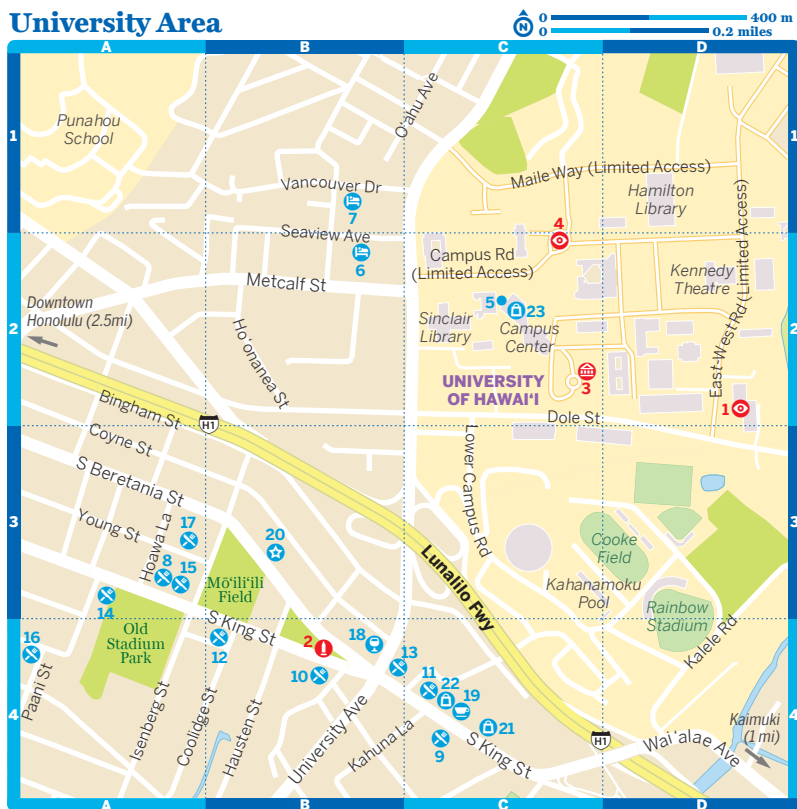 University Area
N
0 400 m
0 0.2 miles
A B C D
1
Punahou
School
O'ahu Ave
Vancouver Dr
7
Maile Way (Limited Access)
Hamilton
Library
1
Seaview Ave
6
4
Campus Rd
(Limited Access)
Metcalf St
Kennedy
Theatre
East-West Rd (Limited Access)
2
Downtown
Honolulu (2.5mi)
Ho'onanea St
Sinclair
Library
5
23
Campus
Center
UNIVERSITY
OF HAWAI'I
3
1
2
Bingham St
H1
Dole St
Coyne St
S Beretania St
Lower Campus Rd
3
Young St
Hoawa La
17
8
15
14
20
Mō'ili'ili
Field
Lunalilo Fwy
Cooke
Field
Kahanamoku
Pool
Rainbow
Stadium
Kalele Rd
3
16
Old
Stadium
Park
S King St
12
2
18
10
13
11
22
19
21
9
4
Paani St
Isenberg St
Coolidge St
Hausten St
University Ave
Kahuna La
S King St
H1
Wai'alae Ave
Kaimuki
(1 mi)
4
A B C D